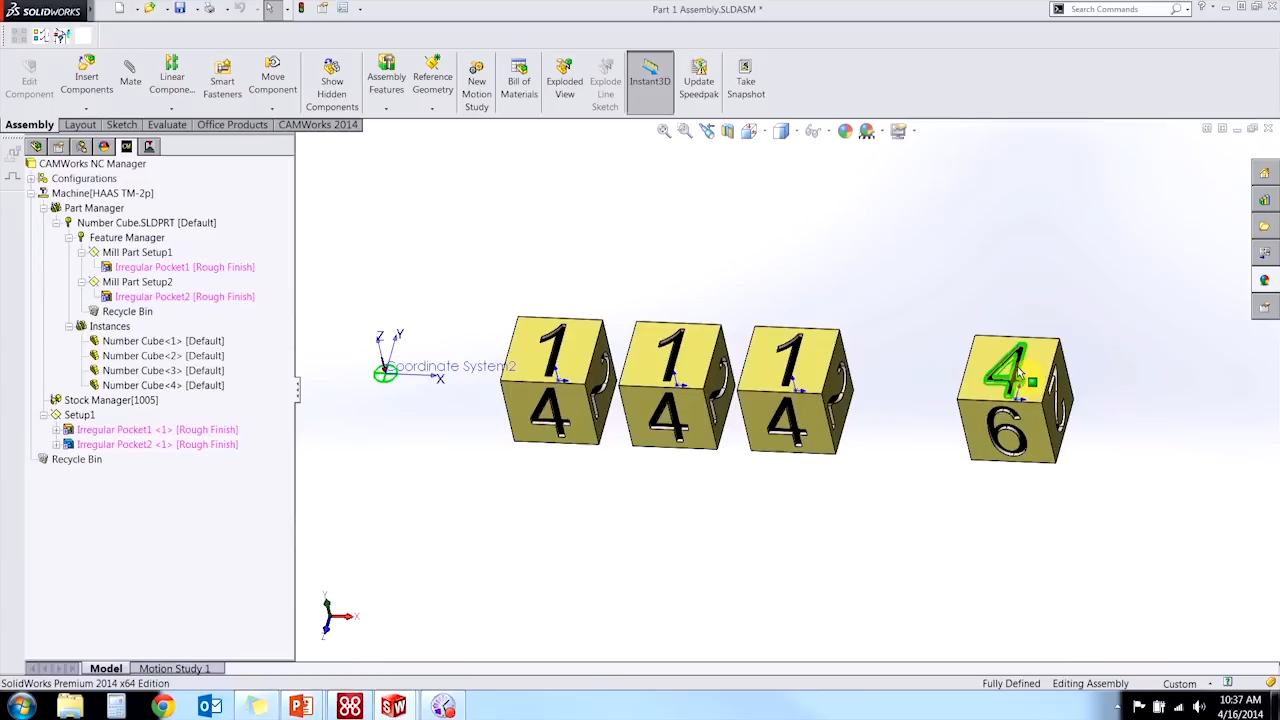 SOLIDWORKS
Part 1 Assembly.SLDASM *
Search Commands
Edit Component
Insert Components
Mate
Linear Compone...
Smart Fasteners
Move Component
Show Hidden Components
Assembly Features
Reference Geometry
New Motion Study
Bill of Materials
Exploded View
Explode Line Sketch
Instant3D
Update Speedpak
Take Snapshot
Assembly
Layout
Sketch
Evaluate
Office Products
CAMWorks 2014
CAMWorks NC Manager
Configurations
Machine[HAAS TM-2p]
Part Manager
Number Cube.SLDPRT [Default]
Feature Manager
Mill Part Setup1
Irregular Pocket1 [Rough Finish]
Mill Part Setup2
Irregular Pocket2 [Rough Finish]
Recycle Bin
Instances
Number Cube<1> [Default]
Number Cube<2> [Default]
Number Cube<3> [Default]
Number Cube<4> [Default]
Stock Manager[1005]
Setup1
Irregular Pocket1 <1> [Rough Finish]
Irregular Pocket2 <1> [Rough Finish]
Recycle Bin
Z Y
Coordinate System2
X
1 1 1 4
4 4 4 6
Y
X
Z
Model
Motion Study 1
SolidWorks Premium 2014 x64 Edition
Fully Defined
Editing Assembly
Custom
10:37 AM
4/16/2014